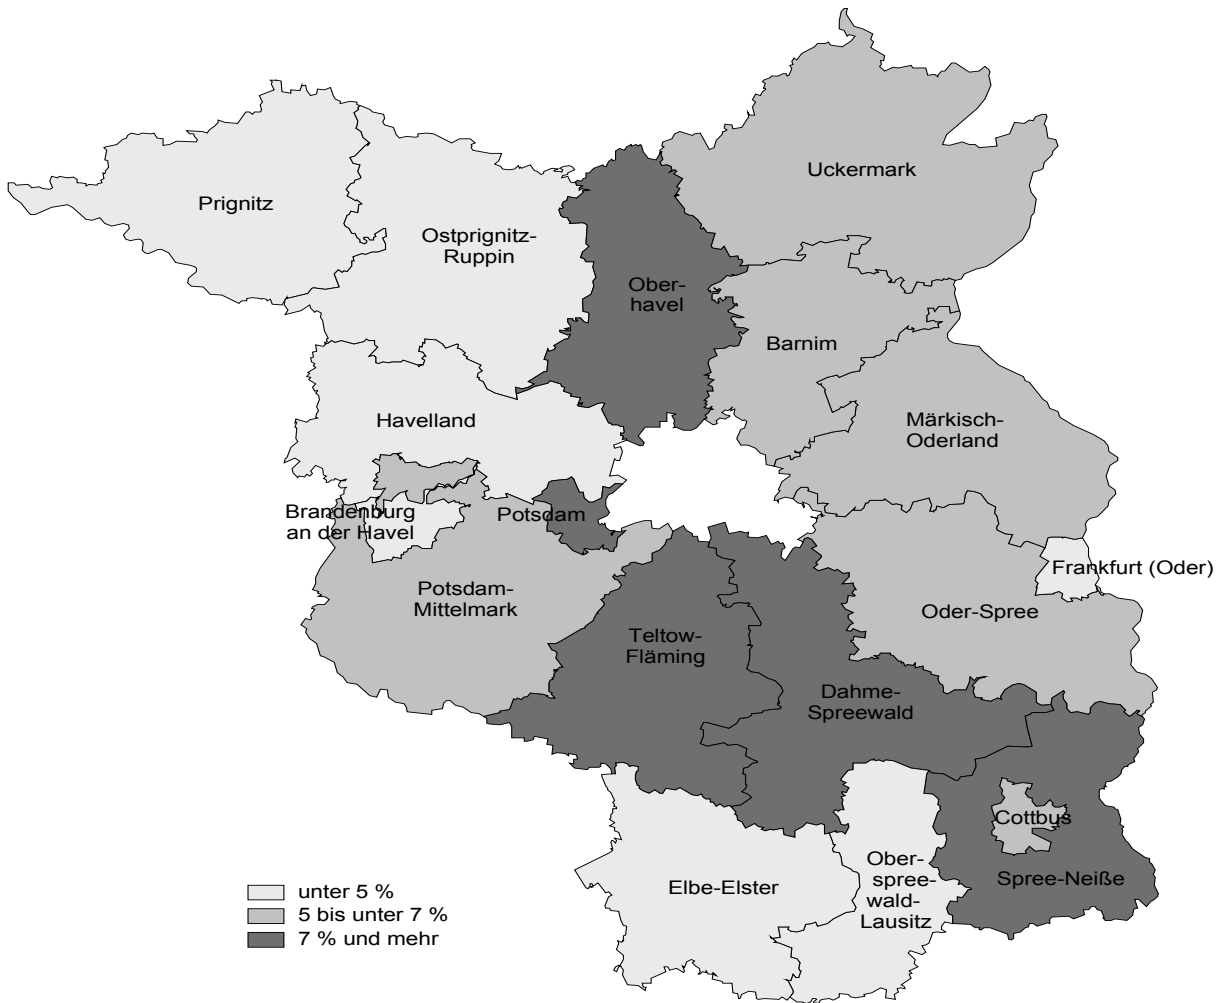 Uckermark
Prignitz
Ostprignitz-
Ruppin
Ober-
havel
Barnim
Havelland
Märkisch-
Oderland
Brandenburg
an der Havel
Potsdam
Frankfurt (Oder)
Potsdam-
Mittelmark
Oder-Spree
Teltow-
Fläming
Dahme-
Spreewald
Cottbus
Ober-
spree-
wald-
Lausitz
Elbe-Elster
Spree-Neiße
unter 5 %
5 bis unter 7 %
7 % und mehr